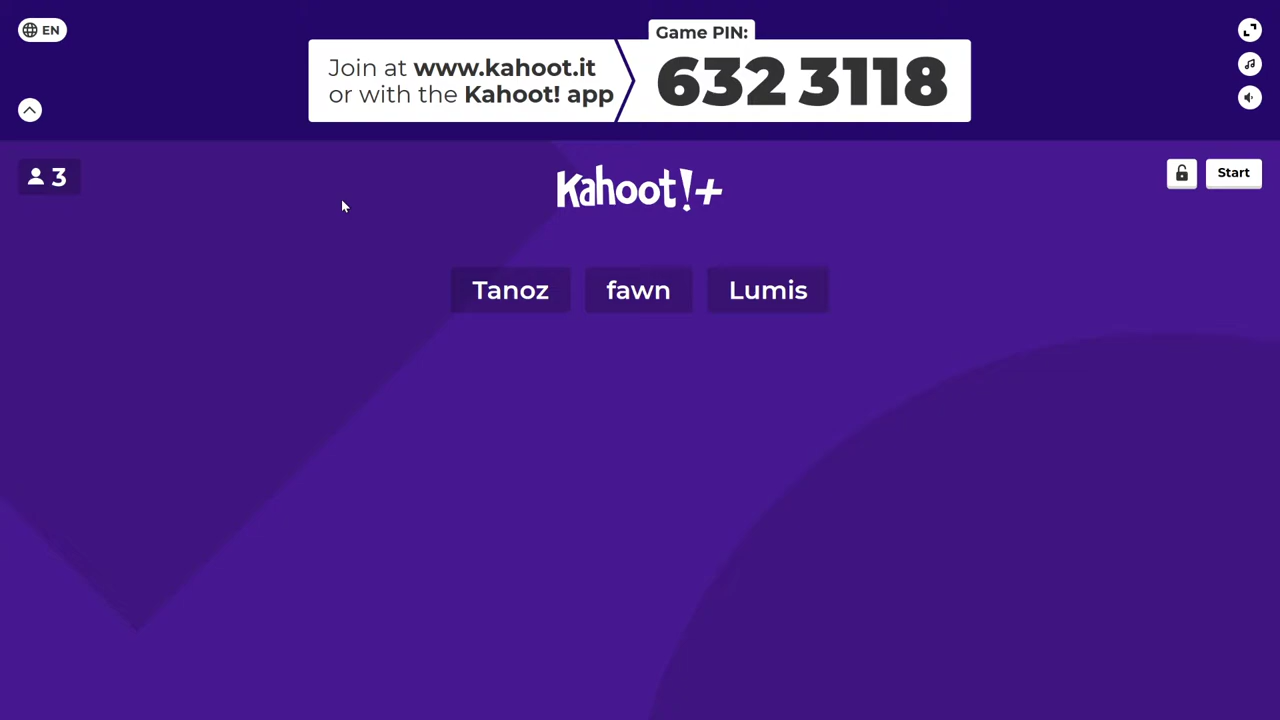 EN
Game PIN:
Join at www.kahoot.it
or with the Kahoot! app
632 3118
3
Kahoot!+
Start
Tanoz
fawn
Lumis